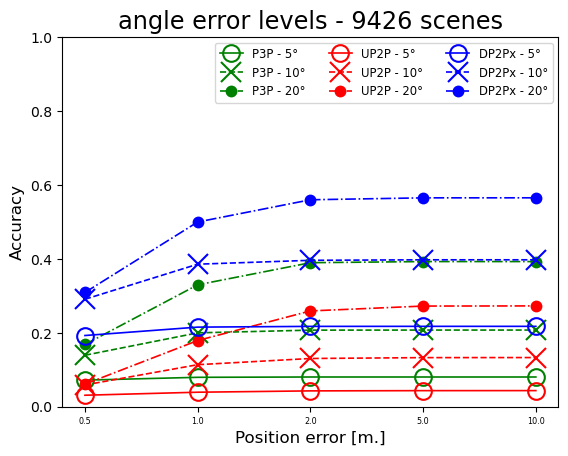 angle error levels - 9426 scenes
P3P - 5° UP2P - 5° DP2Px - 5°
P3P - 10° UP2P - 10° DP2Px - 10°
P3P - 20° UP2P - 20° DP2Px - 20°
1.0
0.8
0.6
0.4
0.2
0.0
Accuracy
0.5 1.0 2.0 5.0 10.0
Position error [m.]